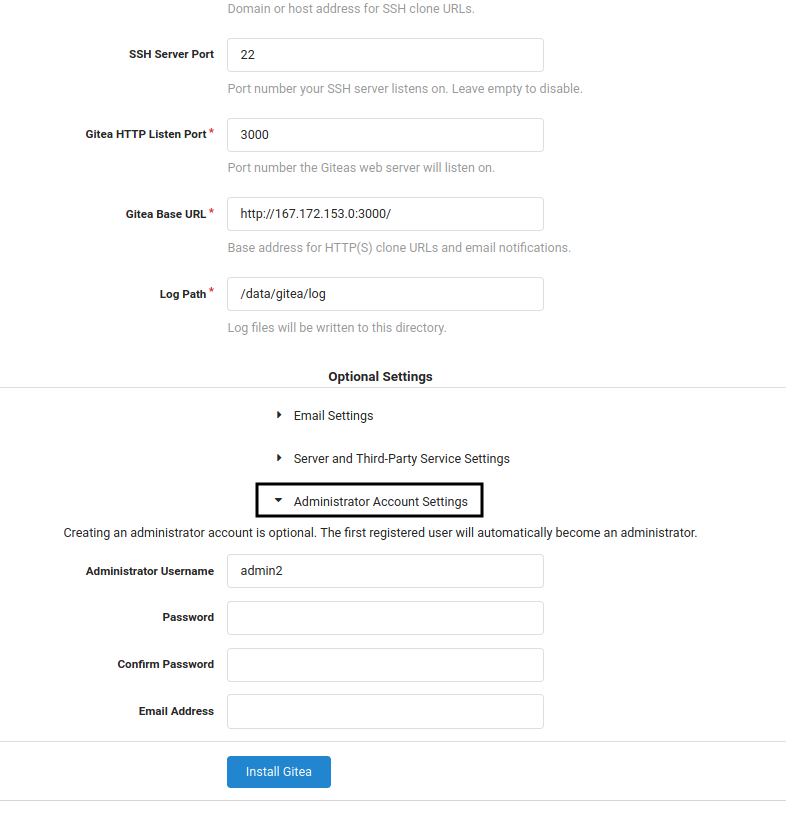 Domain or host address for SSH clone URLs.
SSH Server Port
22
Port number your SSH server listens on. Leave empty to disable.
Gitea HTTP Listen Port *
3000
Port number the Giteas web server will listen on.
Gitea Base URL *
http://167.172.153.0:3000/
Base address for HTTP(S) clone URLs and email notifications.
Log Path *
/data/gitea/log
Log files will be written to this directory.
Optional Settings
Email Settings
Server and Third-Party Service Settings
Administrator Account Settings
Creating an administrator account is optional. The first registered user will automatically become an administrator.
Administrator Username
admin2
Password
Confirm Password
Email Address
Install Gitea